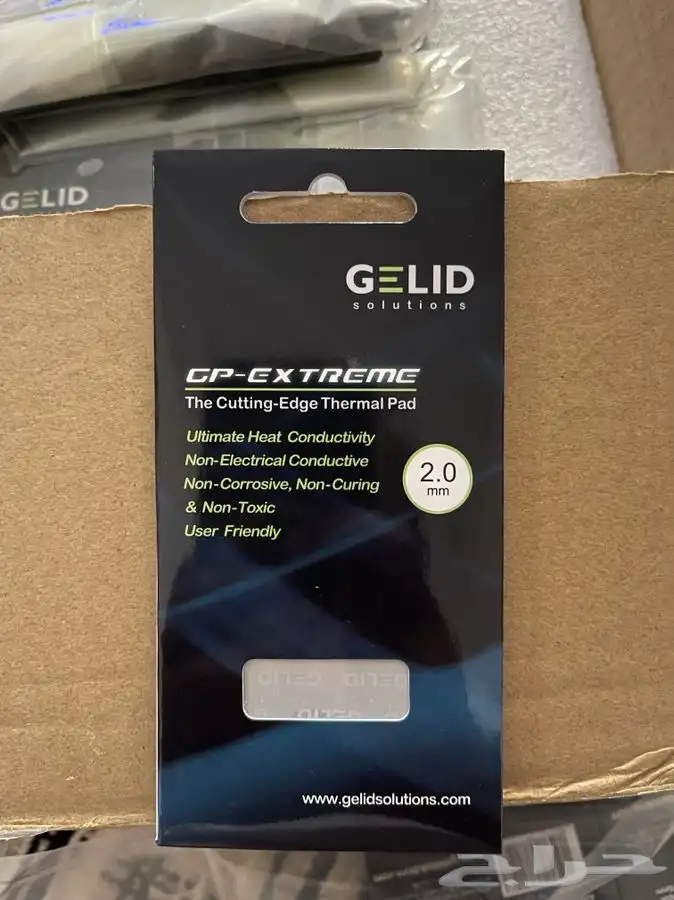 GELID
GELID
solutions
GP-EXTREME
The Cutting-Edge Thermal Pad
Ultimate Heat Conductivity
Non-Electrical Conductive
Non-Corrosive, Non-Curing
& Non-Toxic
User Friendly
2.0
mm
www.gelidsolutions.com
حراج